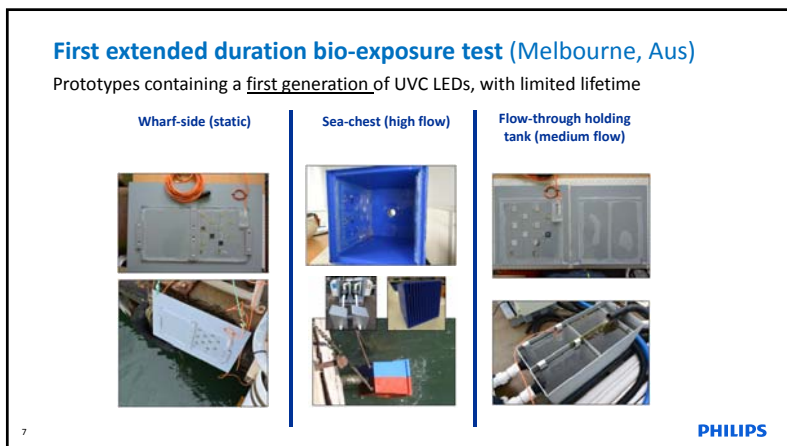 First extended duration bio-exposure test (Melbourne, Aus)
Prototypes containing a first generation of UVC LEDs, with limited lifetime
Wharf-side (static)
Sea-chest (high flow)
Flow-through holding
tank (medium flow)
7
PHILIPS